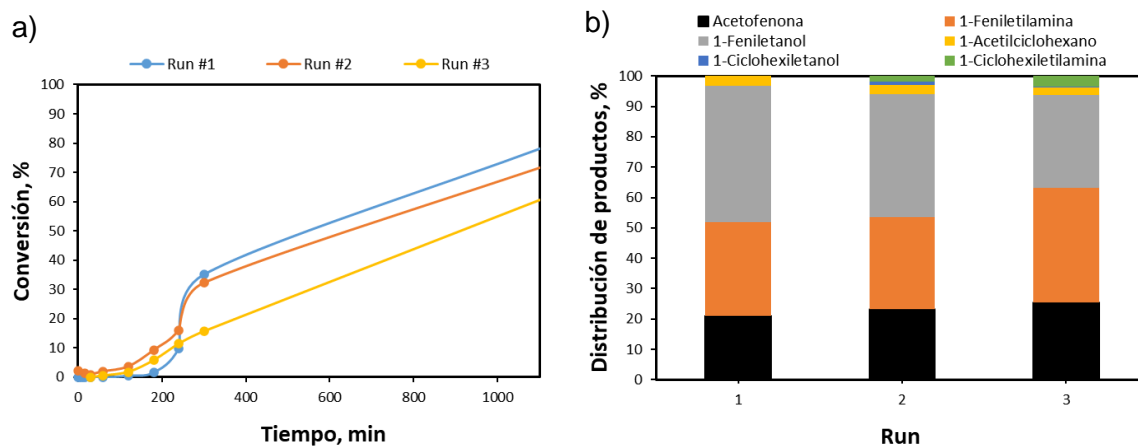 a)
Run #1 Run #2 Run #3
100
90
80
70
60
50
40
30
20
10
0
0 200 400 600 800 1000
Conversión, %
Tiempo, min
b)
Acetofenona 1-Feniletilamina
1-Feniletanol 1-Acetilciclohexano
1-Ciclohexiletanol 1-Ciclohexiletilamina
100
90
80
70
60
50
40
30
20
10
0
1 2 3
Distribución de productos, %
Run